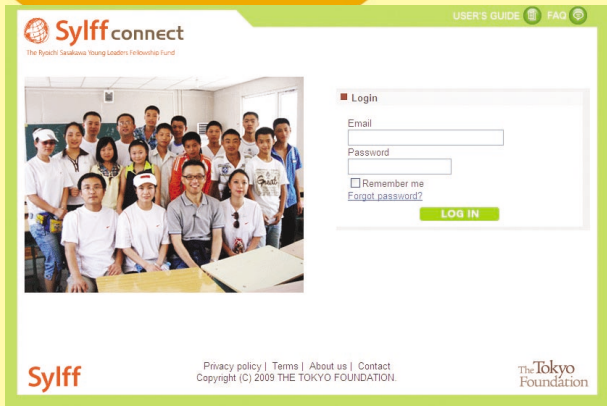 USER'S GUIDE FAQ
Sylff connect
The Ryoichi Sasakawa Young Leaders Fellowship Fund
Login
Email
Password
Remember me
Forgot password?
LOG IN
Sylff
Privacy policy | Terms | About us | Contact
Copyright (C) 2009 THE TOKYO FOUNDATION.
The Tokyo
Foundation